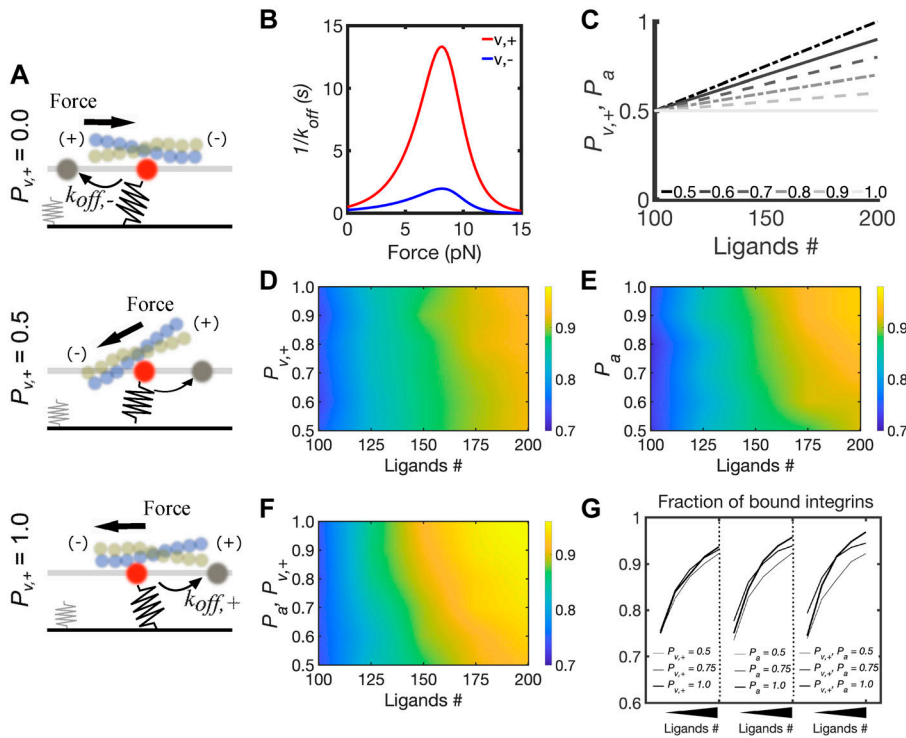 A
P_v,+ = 0.0
Force
(+)
(-)
k_off,-
P_v,+ = 0.5
Force
(+)
(-)
P_v,+ = 1.0
Force
(-)
(+)
k_off,+
B
15
10
5
0
1/k_off (s)
v,+
v,-
0 5 10 15
Force (pN)
C
1
0.5
0
P_v,+, P_a
0.5 0.6 0.7 0.8 0.9 1.0
100 150 200
Ligands #
D
1.0
0.9
0.8
0.7
0.6
0.5
P_v,+
100 125 150 175 200
Ligands #
0.9
0.8
0.7
E
1.0
0.9
0.8
0.7
0.6
0.5
P_a
100 125 150 175 200
Ligands #
0.9
0.8
0.7
F
1.0
0.9
0.8
0.7
0.6
0.5
P_a, P_v,+
100 125 150 175 200
Ligands #
0.9
0.8
0.7
G
Fraction of bound integrins
1
0.9
0.8
0.7
0.6
P_v,+ = 0.5
P_v,+ = 0.75
P_v,+ = 1.0
P_a = 0.5
P_a = 0.75
P_a = 1.0
P_v,+, P_a = 0.5
P_v,+, P_a = 0.75
P_v,+, P_a = 1.0
Ligands #
Ligands #
Ligands #